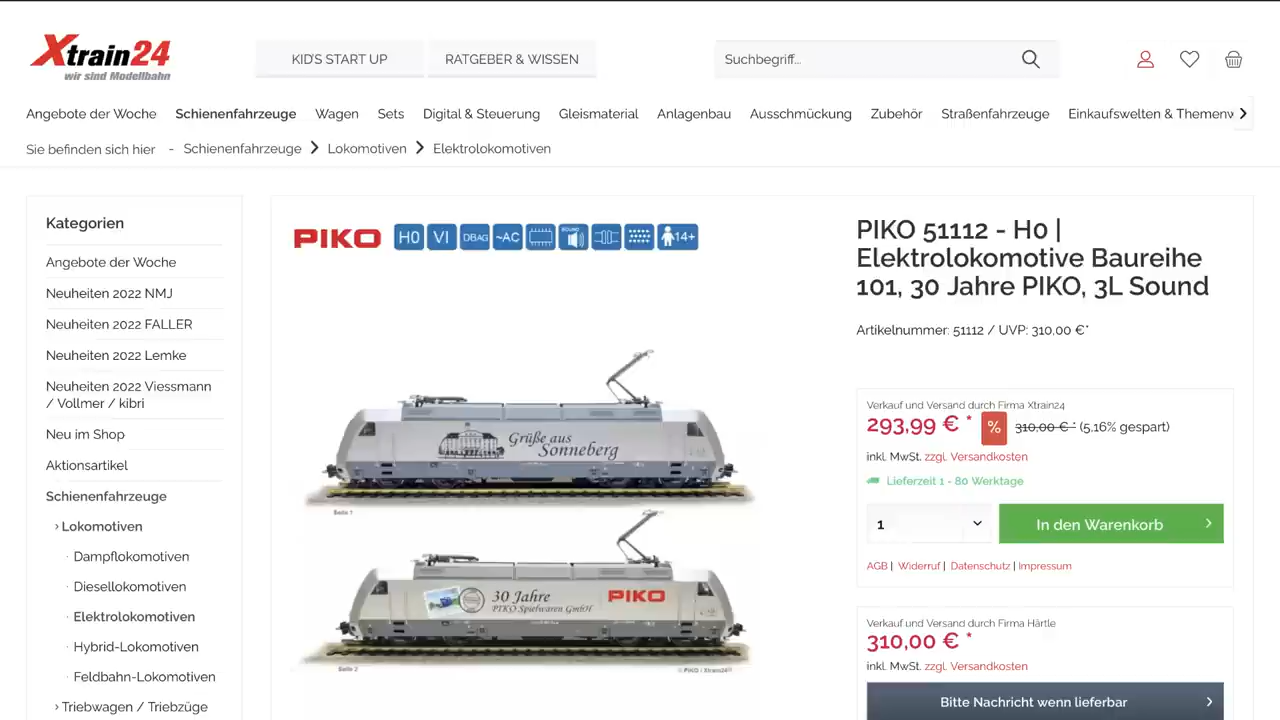 Xtrain24
wir sind Modellbahn
KID'S START UP
RATGEBER & WISSEN
Suchbegriff...
Angebote der Woche
Schienenfahrzeuge
Wagen
Sets
Digital & Steuerung
Gleismaterial
Anlagenbau
Ausschmückung
Zubehör
Straßenfahrzeuge
Einkaufswelten & Themenw
Sie befinden sich hier - Schienenfahrzeuge > Lokomotiven > Elektrolokomotiven
Kategorien
Angebote der Woche
Neuheiten 2022 NMJ
Neuheiten 2022 FALLER
Neuheiten 2022 Lemke
Neuheiten 2022 Viessmann
/ Vollmer / kibri
Neu im Shop
Aktionsartikel
Schienenfahrzeuge
› Lokomotiven
· Dampflokomotiven
· Diesellokomotiven
· Elektrolokomotiven
· Hybrid-Lokomotiven
· Feldbahn-Lokomotiven
› Triebwagen / Triebzüge
PIKO
H0
VI
DBAG
~AC
SOUND
14+
Grüße aus
Sonneberg
Seite 1
30 Jahre
PIKO Spielwaren GmbH
PIKO
Seite 2
© PIKO | Xtrain24
PIKO 51112 - H0 |
Elektrolokomotive Baureihe
101, 30 Jahre PIKO, 3L Sound
Artikelnummer: 51112 / UVP: 310,00 €*
Verkauf und Versand durch Firma Xtrain24
293,99 € * % 310,00 € * (5,16% gespart)
inkl. MwSt. zzgl. Versandkosten
Lieferzeit 1 - 80 Werktage
1
In den Warenkorb
AGB | Widerruf | Datenschutz | Impressum
Verkauf und Versand durch Firma Härtle
310,00 € *
inkl. MwSt. zzgl. Versandkosten
Bitte Nachricht wenn lieferbar